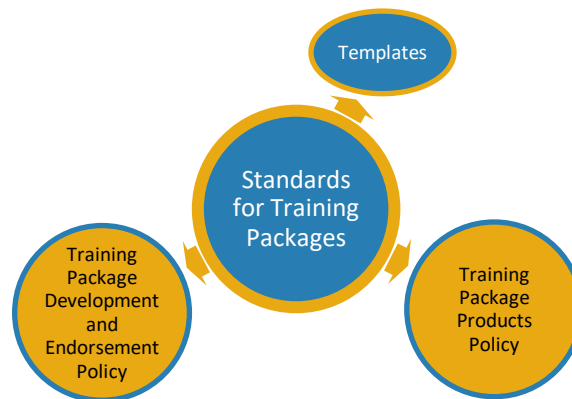 Templates
Standards
for Training
Packages
Training
Package
Development
and
Endorsement
Policy
Training
Package
Products
Policy